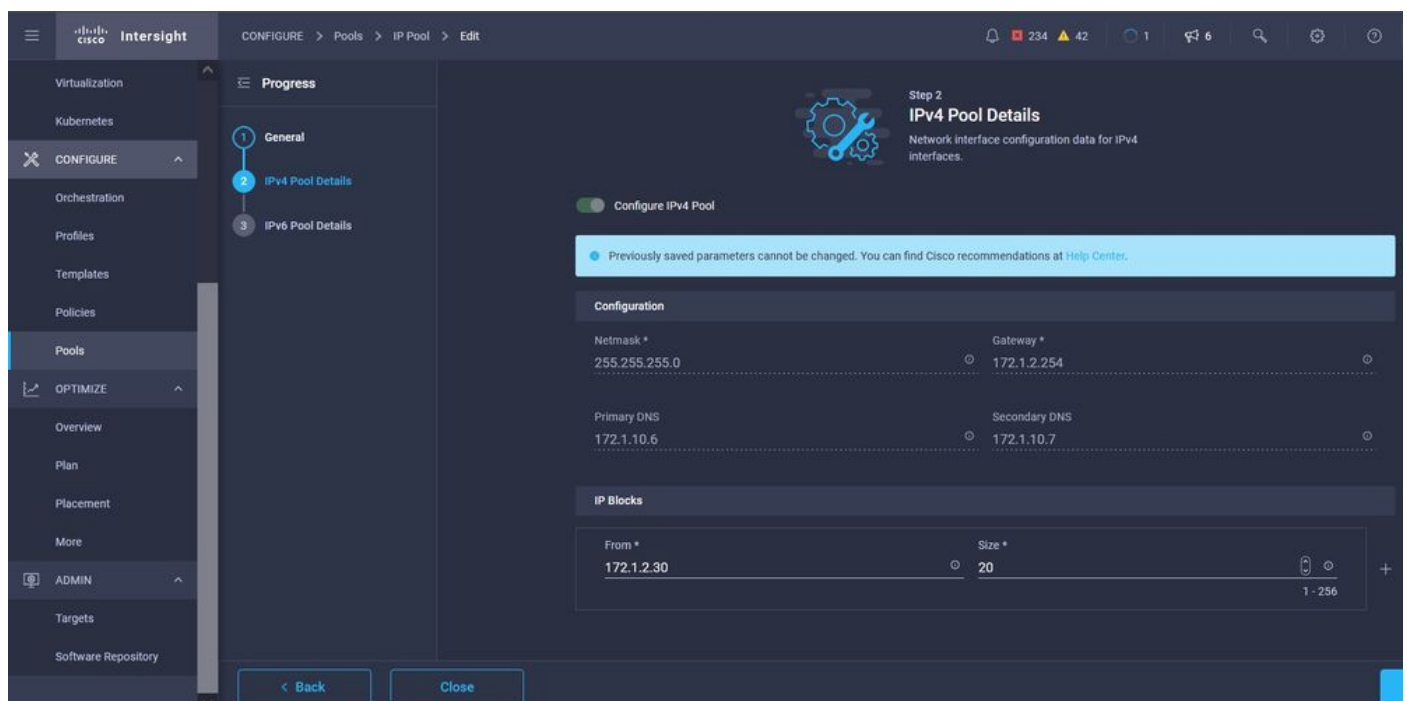 cisco Intersight
CONFIGURE > Pools > IP Pool > Edit
234 42 1 6
Virtualization
Kubernetes
CONFIGURE
Orchestration
Profiles
Templates
Policies
Pools
OPTIMIZE
Overview
Plan
Placement
More
ADMIN
Targets
Software Repository
Progress
1 General
2 IPv4 Pool Details
3 IPv6 Pool Details
Step 2
IPv4 Pool Details
Network interface configuration data for IPv4
interfaces.
Configure IPv4 Pool
Previously saved parameters cannot be changed. You can find Cisco recommendations at Help Center.
Configuration
Netmask * Gateway *
255.255.255.0 172.1.2.254
Primary DNS Secondary DNS
172.1.10.6 172.1.10.7
IP Blocks
From * Size *
172.1.2.30 20
1 - 256
< Back Close